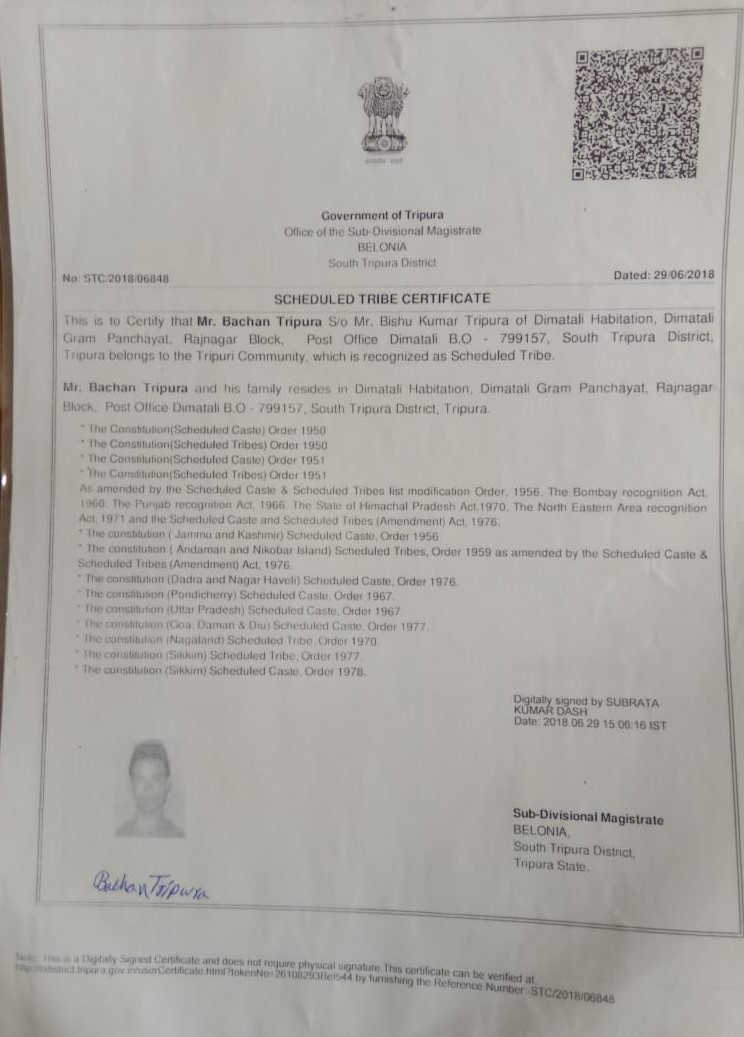 Government of Tripura
Office of the Sub-Divisional Magistrate
BELONIA
South Tripura District
No: STC/2018/06848
Dated: 29/06/2018
SCHEDULED TRIBE CERTIFICATE
This is to Certify that Mr. Bachan Tripura S/o Mr. Bishu Kumar Tripura of Dimatali Habitation, Dimatali
Gram Panchayat, Rajnagar Block, Post Office Dimatali B.O - 799157, South Tripura District,
Tripura belongs to the Tripuri Community, which is recognized as Scheduled Tribe.
Mr. Bachan Tripura and his family resides in Dimatali Habitation, Dimatali Gram Panchayat, Rajnagar
Block, Post Office Dimatali B.O - 799157, South Tripura District, Tripura.
* The Constitution(Scheduled Caste) Order 1950
* The Constitution(Scheduled Tribes) Order 1950
* The Constitution(Scheduled Caste) Order 1951
* The Constitution(Scheduled Tribes) Order 1951
As amended by the Scheduled Caste & Scheduled Tribes list modification Order, 1956. The Bombay recognition Act,
1960. The Punjab recognition Act, 1966. The State of Himachal Pradesh Act,1970. The North Eastern Area recognition
Act, 1971 and the Scheduled Caste and Scheduled Tribes (Amendment) Act, 1976.
* The constitution ( Jammu and Kashmir) Scheduled Caste, Order 1956
* The constitution ( Andaman and Nikobar Island) Scheduled Tribes, Order 1959 as amended by the Scheduled Caste &
Scheduled Tribes (Amendment) Act, 1976.
* The constitution (Dadra and Nagar Haveli) Scheduled Caste, Order 1976.
* The constitution (Pondicherry) Scheduled Caste, Order 1967.
* The constitution (Uttar Pradesh) Scheduled Caste, Order 1967.
* The constitution (Goa, Daman & Diu) Scheduled Caste, Order 1977.
* The constitution (Nagaland) Scheduled Tribe, Order 1970.
* The constitution (Sikkim) Scheduled Tribe, Order 1977.
* The constitution (Sikkim) Scheduled Caste, Order 1978.
Digitally signed by SUBRATA
KUMAR DASH
Date: 2018.06.29 15:06:16 IST
Sub-Divisional Magistrate
BELONIA,
South Tripura District,
Tripura State.
Bachan Tripura
Note: This is a Digitally Signed Certificate and does not require physical signature.This certificate can be verified at,
by furnishing the Reference Number:-STC/2018/06848